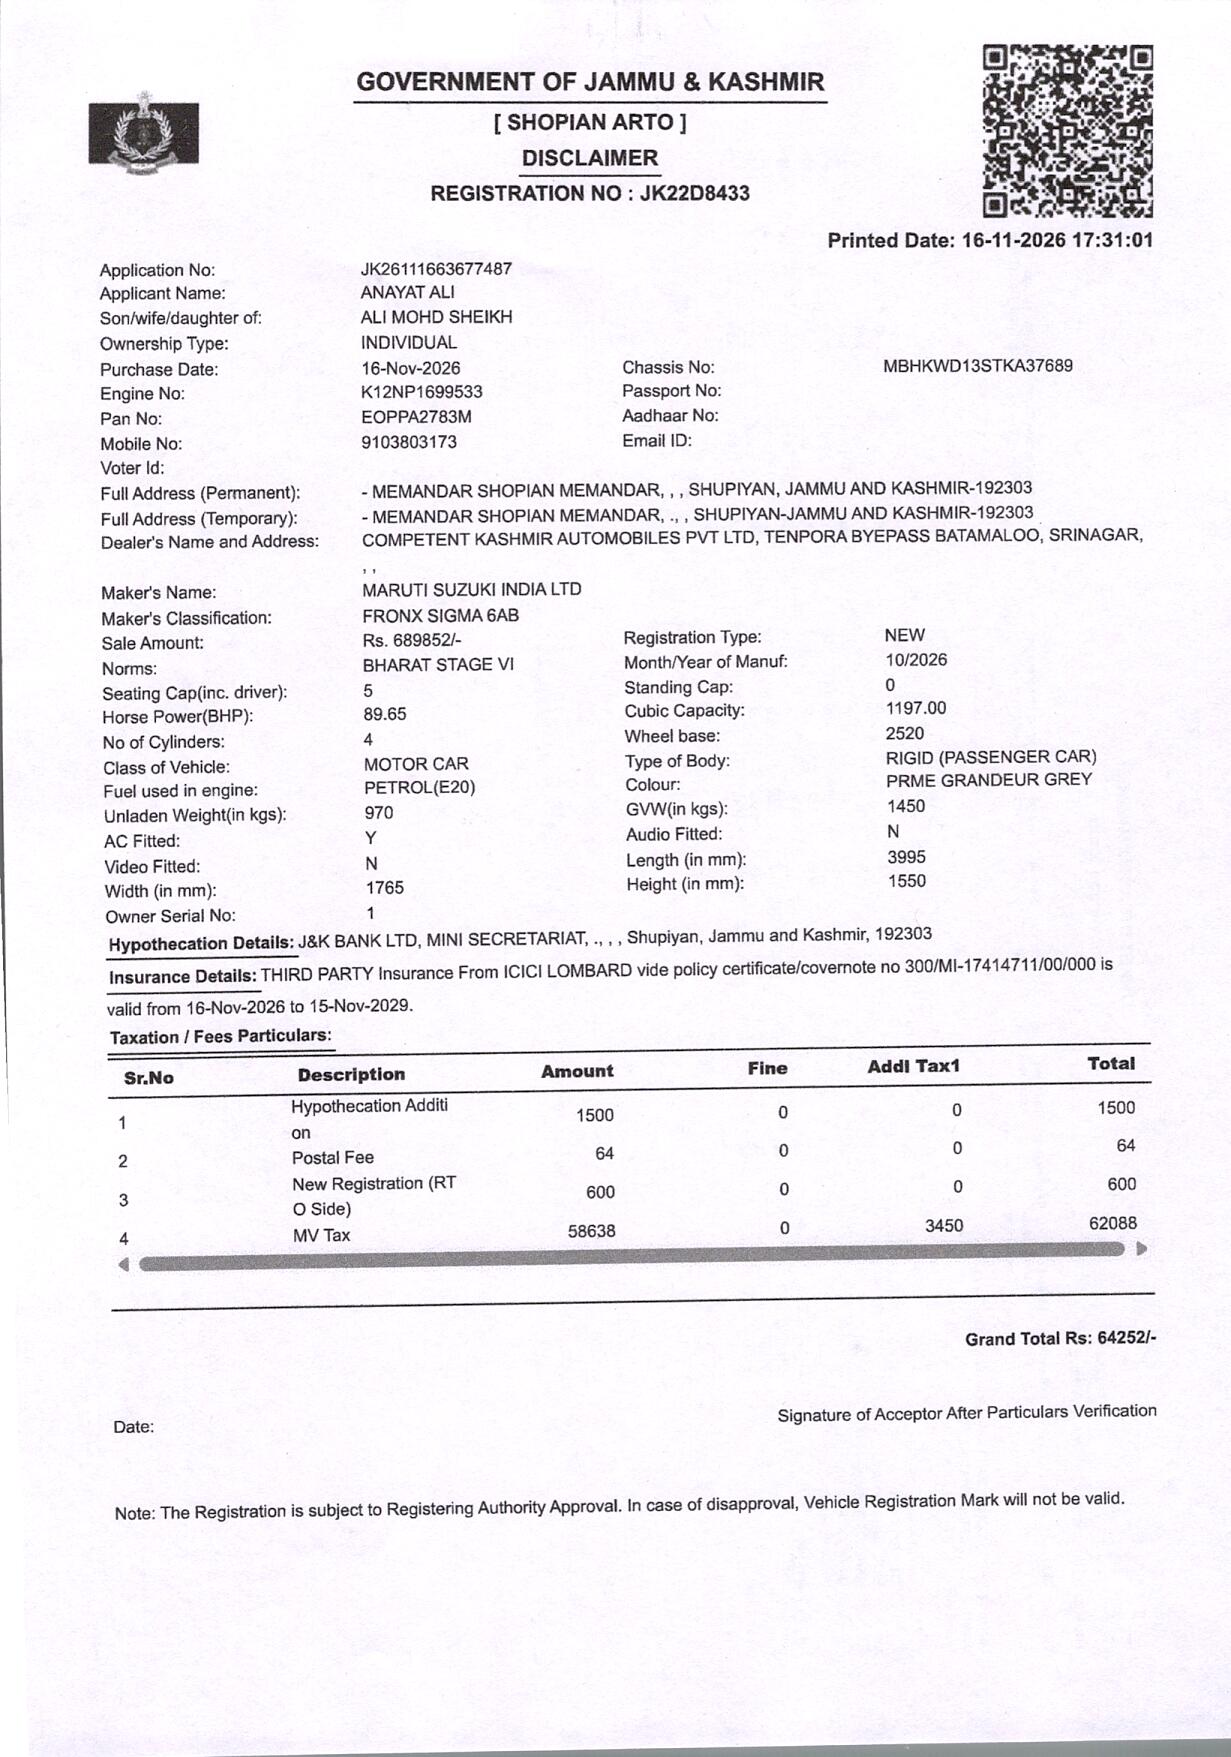 GOVERNMENT OF JAMMU & KASHMIR
[ SHOPIAN ARTO ]
DISCLAIMER
REGISTRATION NO : JK22D8433
Printed Date: 16-11-2026 17:31:01
Application No: JK26111663677487
Applicant Name: ANAYAT ALI
Son/wife/daughter of: ALI MOHD SHEIKH
Ownership Type: INDIVIDUAL
Purchase Date: 16-Nov-2026 Chassis No: MBHKWD13STKA37689
Engine No: K12NP1699533 Passport No:
Pan No: EOPPA2783M Aadhaar No:
Mobile No: 9103803173 Email ID:
Voter Id:
Full Address (Permanent): - MEMANDAR SHOPIAN MEMANDAR, , , SHUPIYAN, JAMMU AND KASHMIR-192303
Full Address (Temporary): - MEMANDAR SHOPIAN MEMANDAR, ., , SHUPIYAN-JAMMU AND KASHMIR-192303
Dealer's Name and Address: COMPETENT KASHMIR AUTOMOBILES PVT LTD, TENPORA BYEPASS BATAMALOO, SRINAGAR,
, ,
Maker's Name: MARUTI SUZUKI INDIA LTD
Maker's Classification: FRONX SIGMA 6AB
Sale Amount: Rs. 689852/- Registration Type: NEW
Norms: BHARAT STAGE VI Month/Year of Manuf: 10/2026
Seating Cap(inc. driver): 5 Standing Cap: 0
Horse Power(BHP): 89.65 Cubic Capacity: 1197.00
No of Cylinders: 4 Wheel base: 2520
Class of Vehicle: MOTOR CAR Type of Body: RIGID (PASSENGER CAR)
Fuel used in engine: PETROL(E20) Colour: PRME GRANDEUR GREY
Unladen Weight(in kgs): 970 GVW(in kgs): 1450
AC Fitted: Y Audio Fitted: N
Video Fitted: N Length (in mm): 3995
Width (in mm): 1765 Height (in mm): 1550
Owner Serial No: 1
Hypothecation Details: J&K BANK LTD, MINI SECRETARIAT, ., , , Shupiyan, Jammu and Kashmir, 192303
Insurance Details: THIRD PARTY Insurance From ICICI LOMBARD vide policy certificate/covernote no 300/MI-17414711/00/000 is
valid from 16-Nov-2026 to 15-Nov-2029.
Taxation / Fees Particulars:
Sr.No Description Amount Fine Addl Tax1 Total
1 Hypothecation Additi 1500 0 0 1500
on
2 Postal Fee 64 0 0 64
3 New Registration (RT 600 0 0 600
O Side)
4 MV Tax 58638 0 3450 62088
Grand Total Rs: 64252/-
Date: Signature of Acceptor After Particulars Verification
Note: The Registration is subject to Registering Authority Approval. In case of disapproval, Vehicle Registration Mark will not be valid.